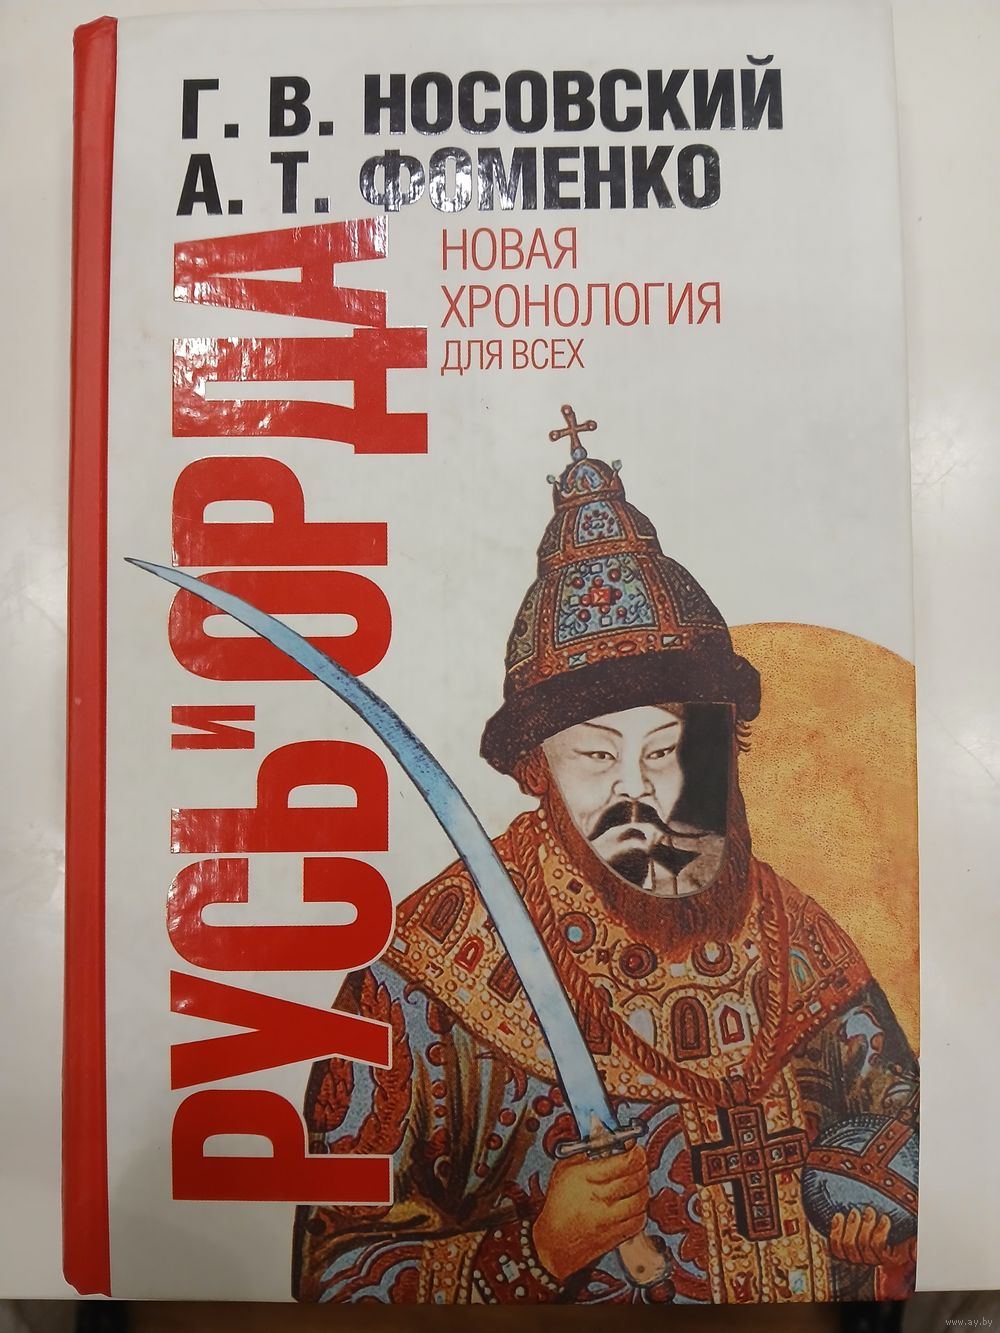 Г. В. НОСОВСКИЙ
А. Т. ФОМЕНКО
НОВАЯ
ХРОНОЛОГИЯ
ДЛЯ ВСЕХ
РУСЬ И ОРДА
www.ay.by